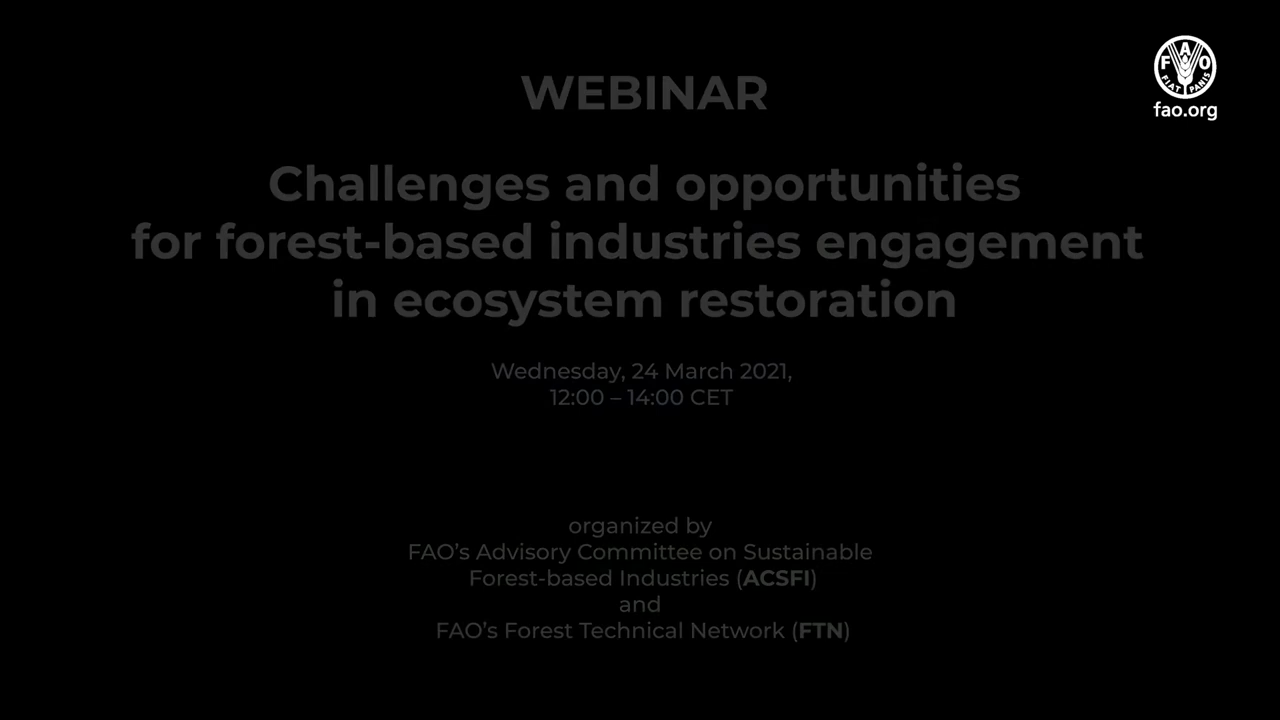 WEBINAR
Challenges and opportunities
for forest-based industries engagement
in ecosystem restoration
Wednesday, 24 March 2021,
12:00 – 14:00 CET
organized by
FAO’s Advisory Committee on Sustainable
Forest-based Industries (ACSFI)
and
FAO’s Forest Technical Network (FTN)
F A O
FIAT PANIS
fao.org